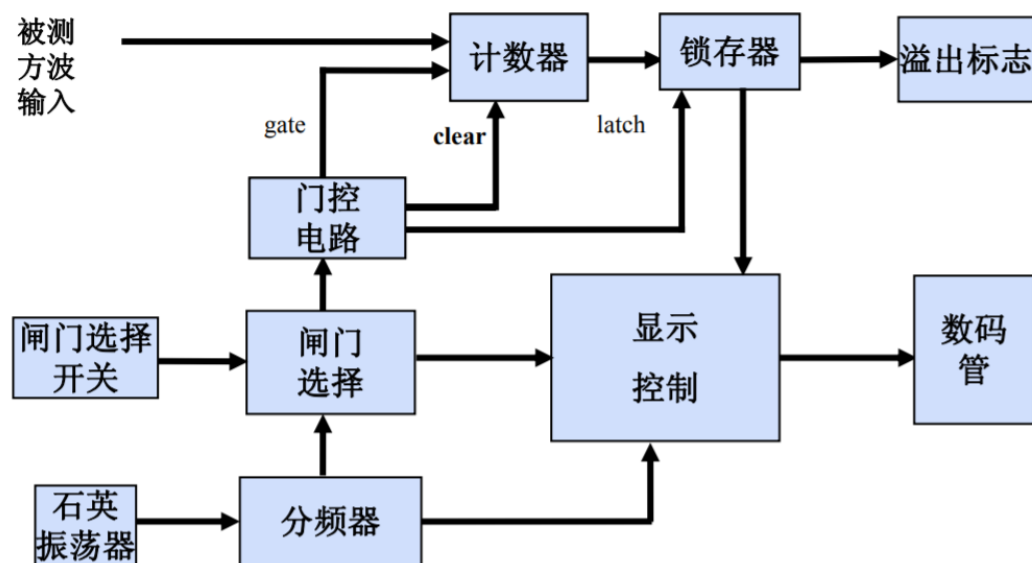 被测
方波
输入
计数器
锁存器
溢出标志
gate
clear
latch
门控
电路
闸门选择
开关
闸门
选择
显示
控制
数码
管
石英
振荡器
分频器